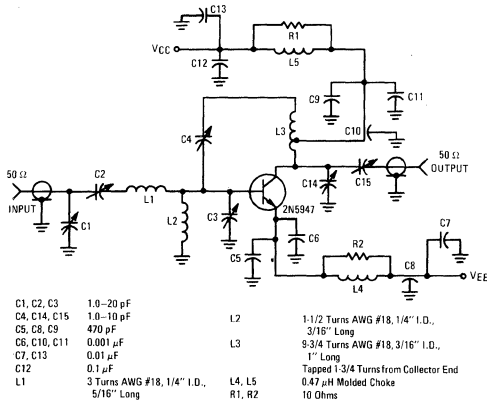 C13
R1
VCC
C12
L5
C9
C11
C4
L3
C10
50 Ω
INPUT
C2
L1
C1
L2
C3
2N5947
C14
C15
50 Ω
OUTPUT
C5
C6
R2
L4
C8
C7
VEE
C1, C2, C3 1.0–20 pF
C4, C14, C15 1.0–10 pF
C5, C8, C9 470 pF
C6, C10, C11 0.001 μF
C7, C13 0.01 μF
C12 0.1 μF
L1 3 Turns AWG #18, 1/4" I.D.,
5/16" Long
L2 1-1/2 Turns AWG #18, 1/4" I.D.,
3/16" Long
L3 9-3/4 Turns AWG #18, 3/16" I.D.,
1" Long
Tapped 1-3/4 Turns from Collector End
L4, L5 0.47 μH Molded Choke
R1, R2 10 Ohms